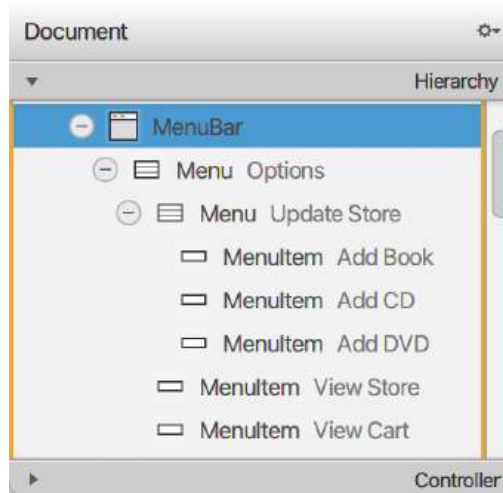 Document
Hierarchy
MenuBar
Menu Options
Menu Update Store
MenuItem Add Book
MenuItem Add CD
MenuItem Add DVD
MenuItem View Store
MenuItem View Cart
Controller